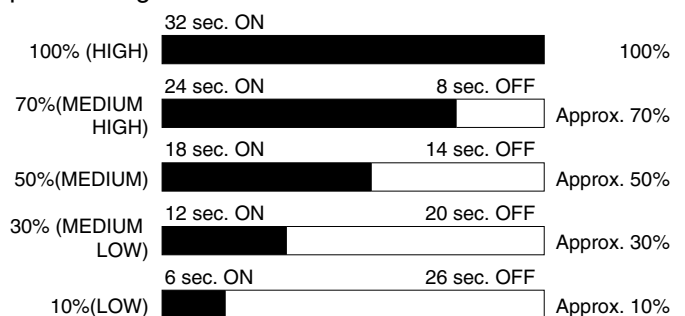 32 sec. ON
100% (HIGH) 100%
24 sec. ON 8 sec. OFF
70%(MEDIUM
HIGH) Approx. 70%
18 sec. ON 14 sec. OFF
50%(MEDIUM) Approx. 50%
12 sec. ON 20 sec. OFF
30% (MEDIUM
LOW) Approx. 30%
6 sec. ON 26 sec. OFF
10%(LOW) Approx. 10%